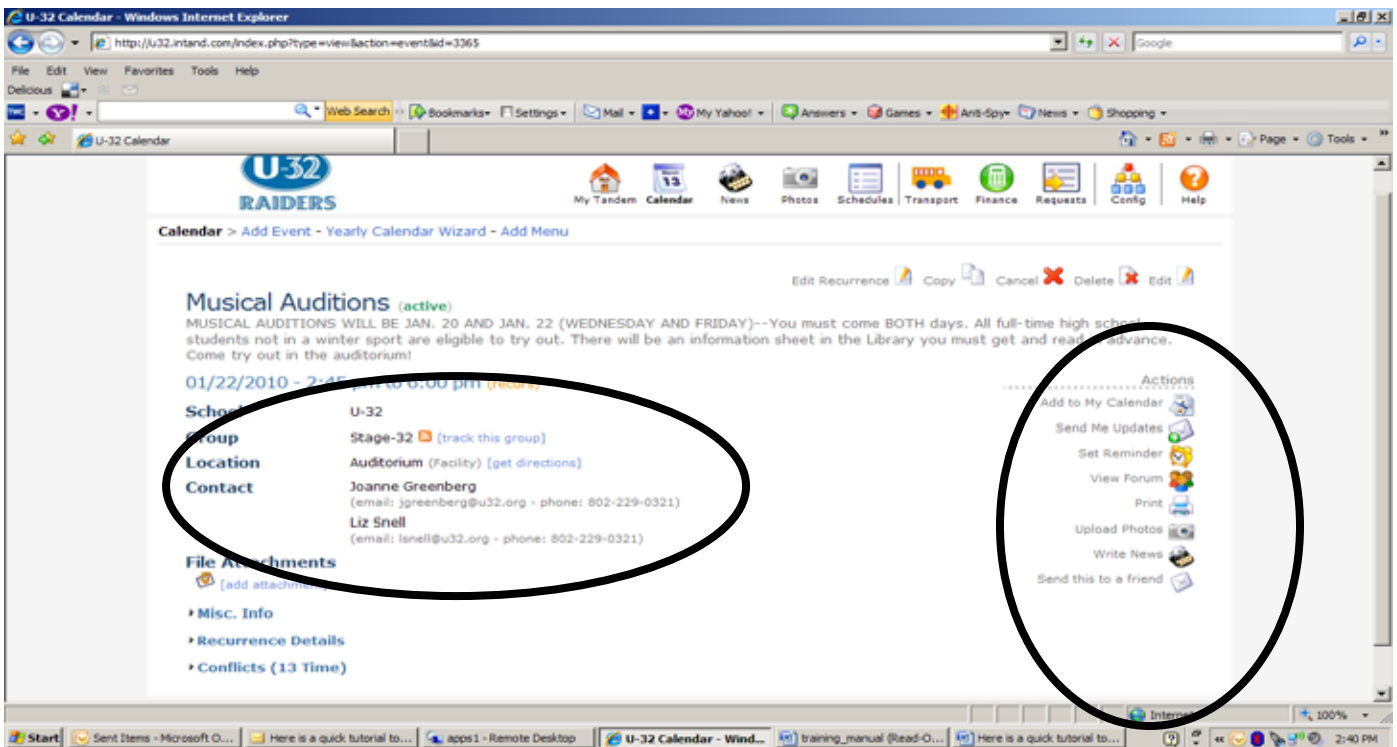 U-32 Calendar - Windows Internet Explorer
http://u32.intand.com/index.php?type=view&action=event&id=3365
Google
File Edit View Favorites Tools Help
Delicious
Web Search Bookmarks Settings Mail My Yahoo! Answers Games Anti-Spy News Shopping
U-32 Calendar Page Tools
U-32
RAIDERS
My Tandem Calendar News Photos Schedules Transport Finance Requests Config Help
13
Calendar > Add Event - Yearly Calendar Wizard - Add Menu
Edit Recurrence Copy Cancel Delete Edit
Musical Auditions (active)
MUSICAL AUDITIONS WILL BE JAN. 20 AND JAN. 22 (WEDNESDAY AND FRIDAY)--You must come BOTH days. All full-time high school
students not in a winter sport are eligible to try out. There will be an information sheet in the Library you must get and read in advance.
Come try out in the auditorium!
01/22/2010 - 2:45 pm to 6:00 pm (recurs)
School U-32
Group Stage-32 [track this group]
Location Auditorium (Facility) [get directions]
Contact Joanne Greenberg
(email: jgreenberg@u32.org - phone: 802-229-0321)
Liz Snell
(email: lsnell@u32.org - phone: 802-229-0321)
File Attachments
[add attachment]
Misc. Info
Recurrence Details
Conflicts (13 Time)
Actions
Add to My Calendar
Send Me Updates
Set Reminder
View Forum
Print
Upload Photos
Write News
Send this to a friend
Internet 100%
Start Sent Items - Microsoft O... Here is a quick tutorial to... apps1 - Remote Desktop U-32 Calendar - Wind... training_manual (Read-O... Here is a quick tutorial to... 2:40 PM